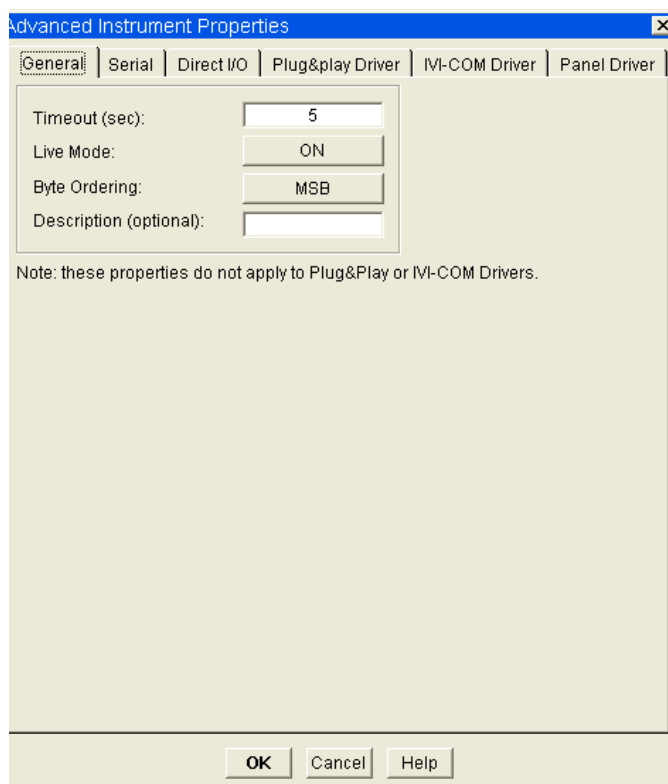 Advanced Instrument Properties
General Serial Direct I/O Plug&play Driver IVI-COM Driver Panel Driver
Timeout (sec): 5
Live Mode: ON
Byte Ordering: MSB
Description (optional):
Note: these properties do not apply to Plug&Play or IVI-COM Drivers.
OK Cancel Help